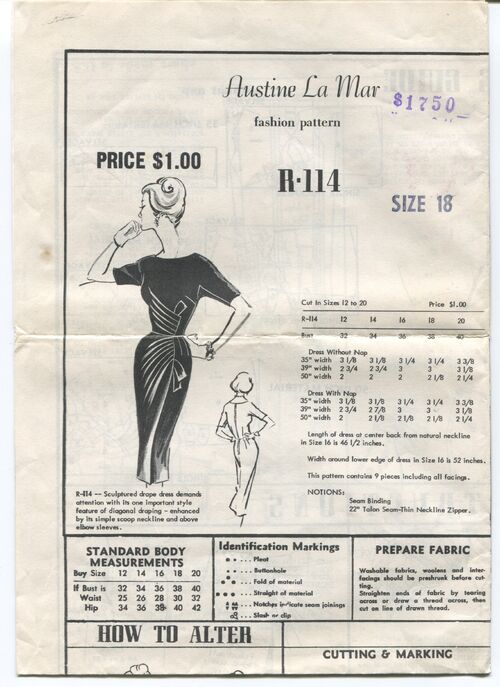 Austine La Mar
$1750
fashion pattern
PRICE $1.00
R-114
SIZE 18
Cut In Sizes 12 to 20 Price $1.00
R-114 12 14 16 18 20
Bust 32 34 36 38 40
Dress Without Nap
35" width 3 1/8 3 1/8 3 1/4 3 1/4 3 3/8
39" width 2 3/4 2 3/4 3 3 3 1/8
50" width 2 2 2 2 1/8 2 1/4
Dress With Nap
35" width 3 1/8 3 1/8 3 1/4 3 1/4 3 3/8
39" width 2 3/4 2 7/8 3 3 3 1/8
50" width 2 2 1/8 2 1/8 2 1/8 2 1/4
Length of dress at center back from natural neckline
in Size 16 is 46 1/2 inches.
Width around lower edge of dress in Size 16 is 52 inches.
This pattern contains 9 pieces including all facings.
NOTIONS:
Seam Binding
22" Talon Seam-Thin Neckline Zipper.
R-114 -- Sculptured drape dress demands
attention with its one important style
feature of diagonal draping - enhanced
by its simple scoop neckline and above
elbow sleeves.
STANDARD BODY
MEASUREMENTS
Buy Size 12 14 16 18 20
If Bust is 32 34 36 38 40
Waist 25 26 28 30 32
Hip 34 36 38 40 42
Identification Markings
Pleat
Buttonhole
Fold of material
Straight of material
Notches indicate seam joinings
Slash or clip
PREPARE FABRIC
Washable fabrics, woolens and inter-
facings should be preshrunk before cut-
ting.
Straighten ends of fabric by tearing
across or draw a thread across, then
cut on line of drawn thread.
HOW TO ALTER
CUTTING & MARKING